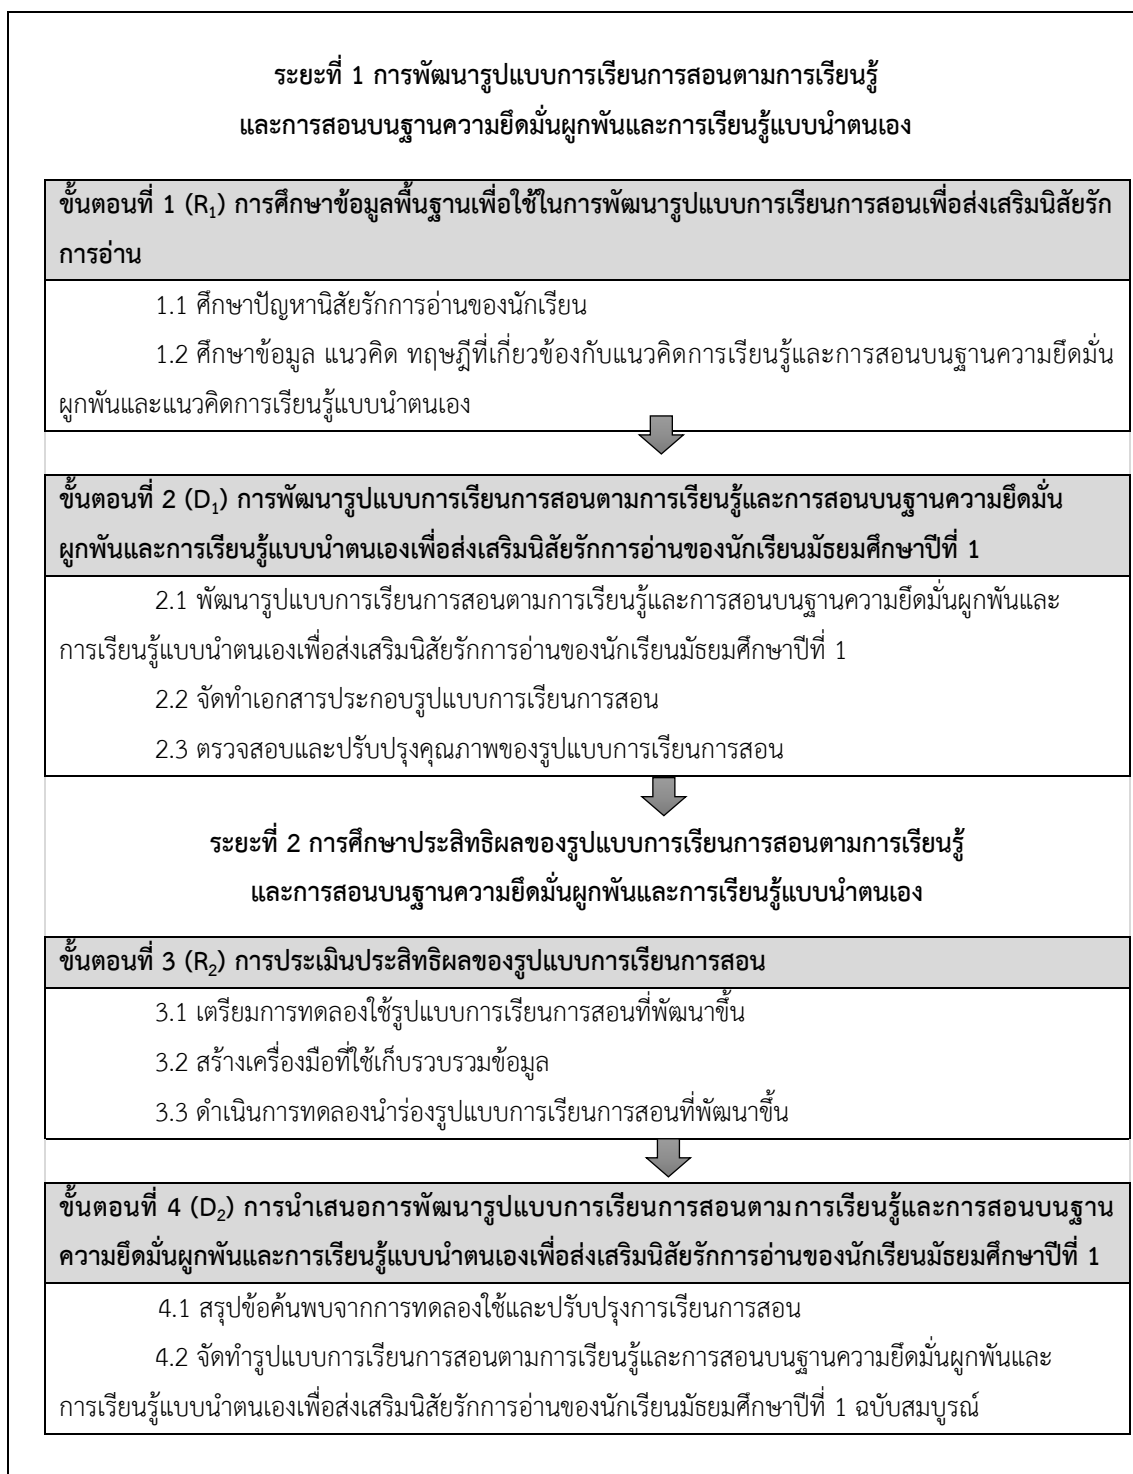 ระยะที่ 1 การพัฒนารูปแบบการเรียนการสอนตามการเรียนรู้
และการสอนบนฐานความยึดมั่นผูกพันและการเรียนรู้แบบนำตนเอง
ขั้นตอนที่ 1 (R₁) การศึกษาข้อมูลพื้นฐานเพื่อใช้ในการพัฒนารูปแบบการเรียนการสอนเพื่อส่งเสริมนิสัยรัก
การอ่าน
1.1 ศึกษาปัญหานิสัยรักการอ่านของนักเรียน
1.2 ศึกษาข้อมูล แนวคิด ทฤษฎีที่เกี่ยวข้องกับแนวคิดการเรียนรู้และการสอนบนฐานความยึดมั่น
ผูกพันและแนวคิดการเรียนรู้แบบนำตนเอง
ขั้นตอนที่ 2 (D₁) การพัฒนารูปแบบการเรียนการสอนตามการเรียนรู้และการสอนบนฐานความยึดมั่น
ผูกพันและการเรียนรู้แบบนำตนเองเพื่อส่งเสริมนิสัยรักการอ่านของนักเรียนมัธยมศึกษาปีที่ 1
2.1 พัฒนารูปแบบการเรียนการสอนตามการเรียนรู้และการสอนบนฐานความยึดมั่นผูกพันและ
การเรียนรู้แบบนำตนเองเพื่อส่งเสริมนิสัยรักการอ่านของนักเรียนมัธยมศึกษาปีที่ 1
2.2 จัดทำเอกสารประกอบรูปแบบการเรียนการสอน
2.3 ตรวจสอบและปรับปรุงคุณภาพของรูปแบบการเรียนการสอน
ระยะที่ 2 การศึกษาประสิทธิผลของรูปแบบการเรียนการสอนตามการเรียนรู้
และการสอนบนฐานความยึดมั่นผูกพันและการเรียนรู้แบบนำตนเอง
ขั้นตอนที่ 3 (R₂) การประเมินประสิทธิผลของรูปแบบการเรียนการสอน
3.1 เตรียมการทดลองใช้รูปแบบการเรียนการสอนที่พัฒนาขึ้น
3.2 สร้างเครื่องมือที่ใช้เก็บรวบรวมข้อมูล
3.3 ดำเนินการทดลองนำร่องรูปแบบการเรียนการสอนที่พัฒนาขึ้น
ขั้นตอนที่ 4 (D₂) การนำเสนอการพัฒนารูปแบบการเรียนการสอนตามการเรียนรู้และการสอนบนฐาน
ความยึดมั่นผูกพันและการเรียนรู้แบบนำตนเองเพื่อส่งเสริมนิสัยรักการอ่านของนักเรียนมัธยมศึกษาปีที่ 1
4.1 สรุปข้อค้นพบจากการทดลองใช้และปรับปรุงการเรียนการสอน
4.2 จัดทำรูปแบบการเรียนการสอนตามการเรียนรู้และการสอนบนฐานความยึดมั่นผูกพันและ
การเรียนรู้แบบนำตนเองเพื่อส่งเสริมนิสัยรักการอ่านของนักเรียนมัธยมศึกษาปีที่ 1 ฉบับสมบูรณ์